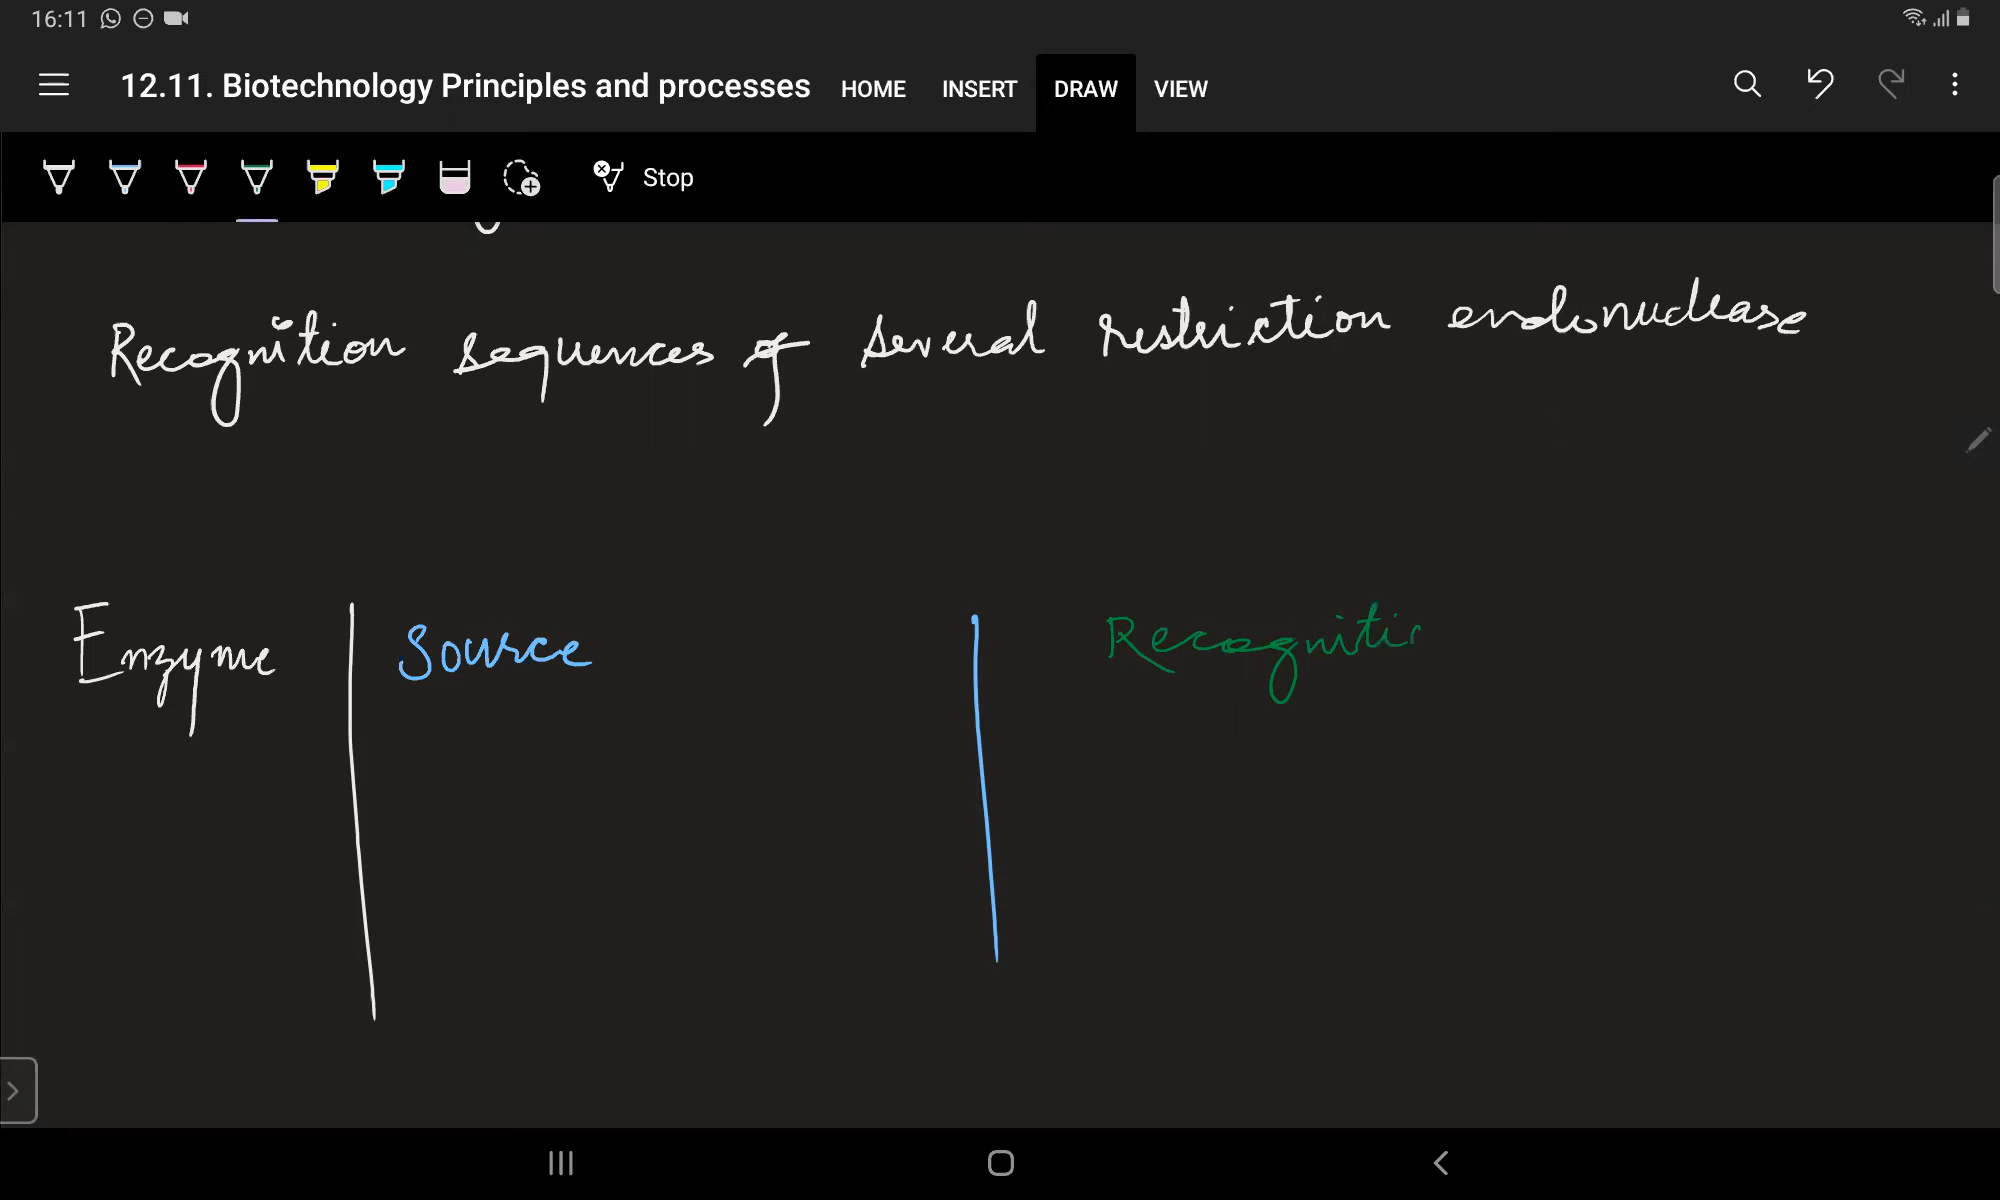 16:11
12.11. Biotechnology Principles and processes HOME INSERT DRAW VIEW
Stop
Recognition sequences of several restriction endonuclease
Enzyme Source Recognitir